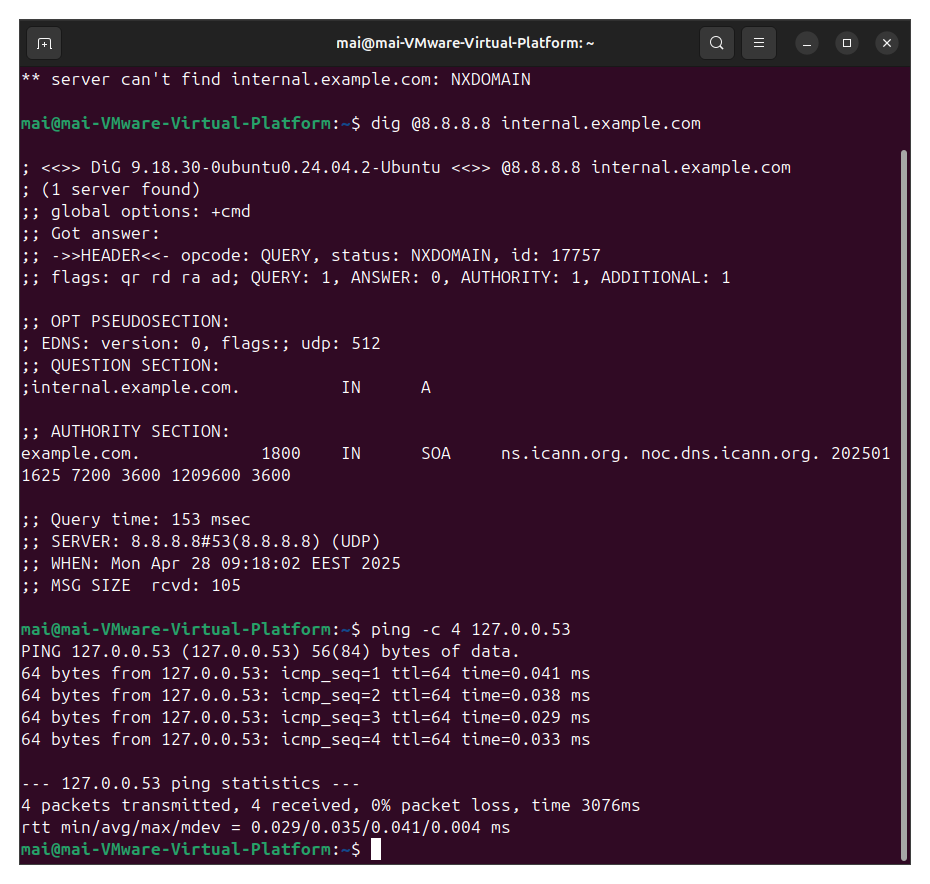 mai@mai-VMware-Virtual-Platform: ~
** server can't find internal.example.com: NXDOMAIN
mai@mai-VMware-Virtual-Platform:~$ dig @8.8.8.8 internal.example.com
; <<>> DiG 9.18.30-0ubuntu0.24.04.2-Ubuntu <<>> @8.8.8.8 internal.example.com
; (1 server found)
;; global options: +cmd
;; Got answer:
;; ->>HEADER<<- opcode: QUERY, status: NXDOMAIN, id: 17757
;; flags: qr rd ra ad; QUERY: 1, ANSWER: 0, AUTHORITY: 1, ADDITIONAL: 1
;; OPT PSEUDOSECTION:
; EDNS: version: 0, flags:; udp: 512
;; QUESTION SECTION:
;internal.example.com. IN A
;; AUTHORITY SECTION:
example.com. 1800 IN SOA ns.icann.org. noc.dns.icann.org. 202501
1625 7200 3600 1209600 3600
;; Query time: 153 msec
;; SERVER: 8.8.8.8#53(8.8.8.8) (UDP)
;; WHEN: Mon Apr 28 09:18:02 EEST 2025
;; MSG SIZE rcvd: 105
mai@mai-VMware-Virtual-Platform:~$ ping -c 4 127.0.0.53
PING 127.0.0.53 (127.0.0.53) 56(84) bytes of data.
64 bytes from 127.0.0.53: icmp_seq=1 ttl=64 time=0.041 ms
64 bytes from 127.0.0.53: icmp_seq=2 ttl=64 time=0.038 ms
64 bytes from 127.0.0.53: icmp_seq=3 ttl=64 time=0.029 ms
64 bytes from 127.0.0.53: icmp_seq=4 ttl=64 time=0.033 ms
--- 127.0.0.53 ping statistics ---
4 packets transmitted, 4 received, 0% packet loss, time 3076ms
rtt min/avg/max/mdev = 0.029/0.035/0.041/0.004 ms
mai@mai-VMware-Virtual-Platform:~$